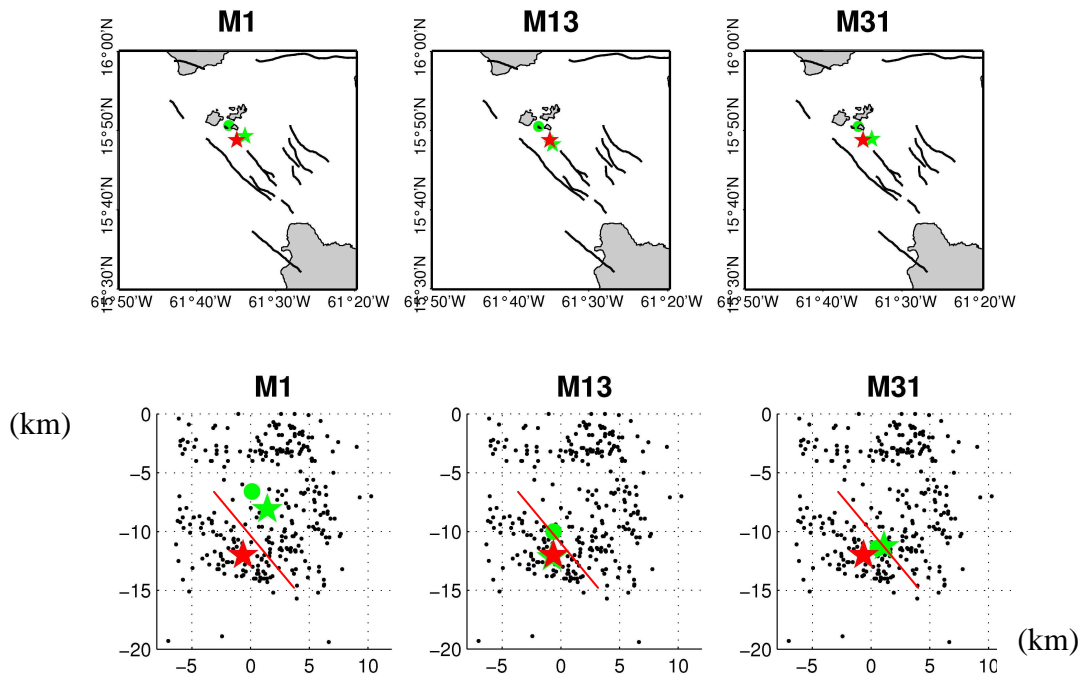 M1 M13 M31
16°00'N 16°00'N 16°00'N
15°50'N 15°50'N 15°50'N
15°40'N 15°40'N 15°40'N
15°30'N 15°30'N 15°30'N
61°50'W 61°40'W 61°30'W 61°20'W 61°50'W 61°40'W 61°30'W 61°20'W 61°50'W 61°40'W 61°30'W 61°20'W
M1 M13 M31
(km)
0 0 0
−5 −5 −5
−10 −10 −10
−15 −15 −15
−20 −20 −20
(km)
−5 0 5 10 −5 0 5 10 −5 0 5 10